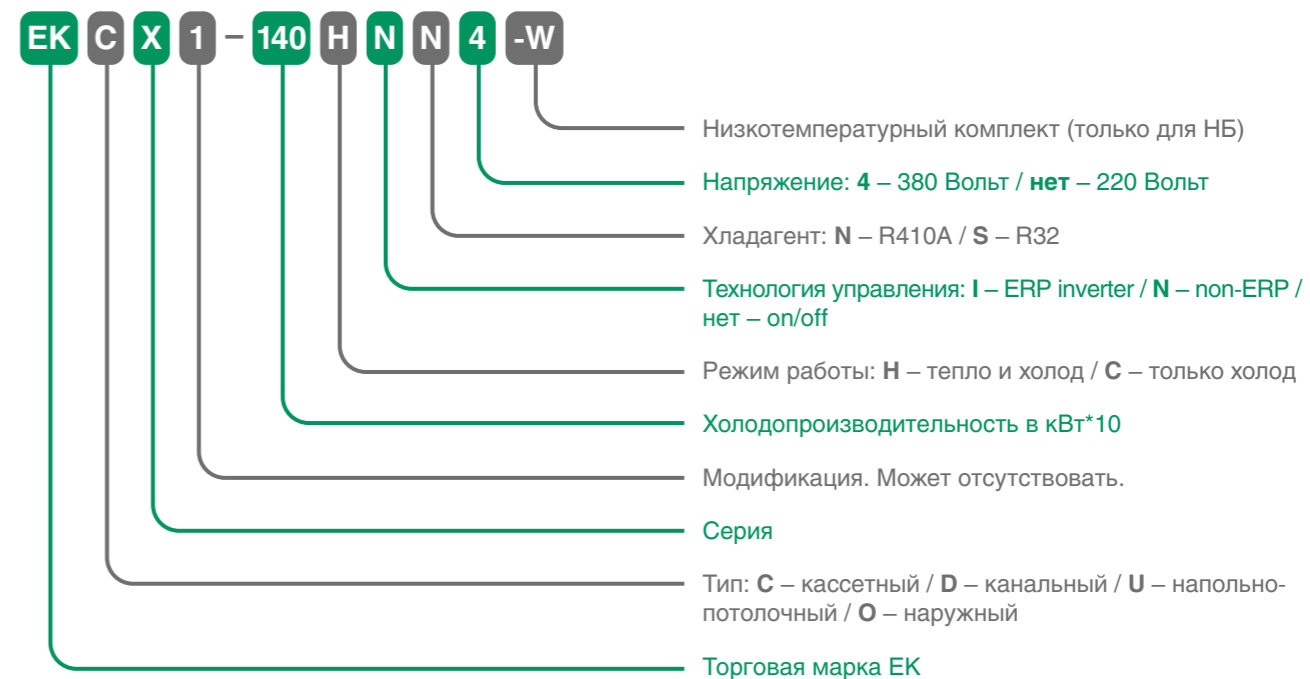 EK C X 1 – 140 H N N 4 -W
Низкотемпературный комплект (только для НБ)
Напряжение: 4 – 380 Вольт / нет – 220 Вольт
Хладагент: N – R410A / S – R32
Технология управления: I – ERP inverter / N – non-ERP /
нет – on/off
Режим работы: H – тепло и холод / C – только холод
Холодопроизводительность в кВт*10
Модификация. Может отсутствовать.
Серия
Тип: C – кассетный / D – канальный / U – напольно-
потолочный / O – наружный
Торговая марка EK